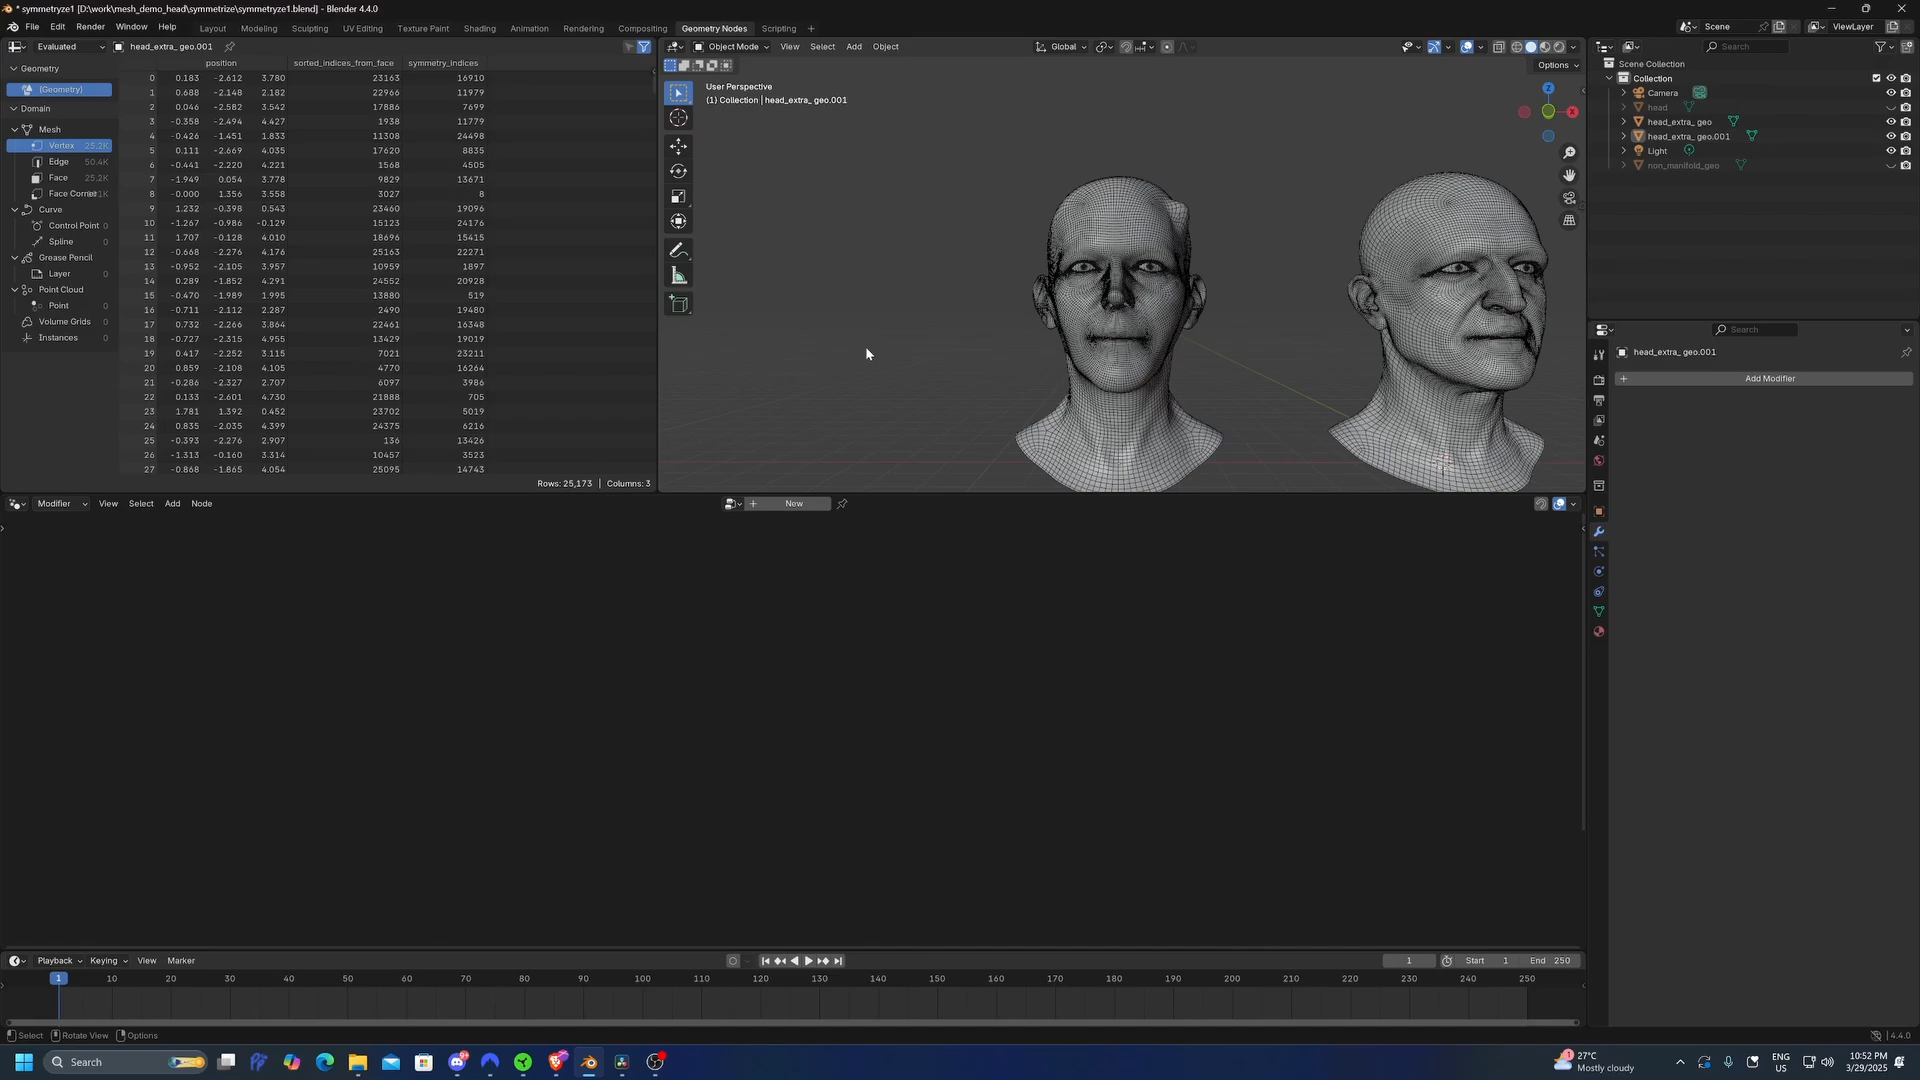 * symmetryze1 [D:\work\mesh_demo_head\symmetrize\symmetryze1.blend] - Blender 4.4.0
File Edit Render Window Help Layout Modeling Sculpting UV Editing Texture Paint Shading Animation Rendering Compositing Geometry Nodes Scripting + Scene ViewLayer
Evaluated head_extra_ geo.001
position sorted_indices_from_face symmetry_indices
Geometry
(Geometry)
Domain
Mesh
Vertex 25.2K
Edge 50.4K
Face 25.2K
Face Corner
Curve
Control Point 0
Spline 0
Grease Pencil
Layer 0
Point Cloud
Point 0
Volume Grids 0
Instances 0
0 0.183 -2.612 3.780 23163 16910
1 0.688 -2.148 2.182 22966 11979
2 0.046 -2.582 3.542 17886 7699
3 -0.358 -2.494 4.427 1938 11779
4 -0.426 -1.451 1.833 11308 24498
5 0.111 -2.669 4.035 17620 8835
6 -0.441 -2.220 4.221 1568 4505
7 -1.949 0.054 3.778 9829 13671
8 -0.000 1.356 3.558 3027 8
9 1.232 -0.398 0.543 23460 19096
10 -1.267 -0.986 -0.129 15123 24176
11 1.707 -0.128 4.010 18696 15415
12 -0.668 -2.276 4.176 25163 22271
13 -0.952 -2.105 3.957 10959 1897
14 0.289 -1.852 4.291 24552 20928
15 -0.470 -1.989 1.995 13880 519
16 -0.711 -2.112 2.287 2490 19480
17 0.732 -2.266 3.864 22461 16348
18 -0.727 -2.315 4.955 13429 19019
19 0.417 -2.252 3.115 7021 23211
20 0.859 -2.108 4.105 4770 16264
21 -0.286 -2.327 2.707 6097 3986
22 0.133 -2.601 4.730 21888 705
23 1.781 1.392 0.452 23702 5019
24 0.835 -2.035 4.399 24375 6216
25 -0.393 -2.276 2.907 136 13426
26 -1.313 -0.160 3.314 10457 3523
27 -0.868 -1.865 4.054 25095 14743
Rows: 25,173 | Columns: 3
Object Mode View Select Add Object Global
Options
User Perspective
(1) Collection | head_extra_ geo.001
Z
X
Search
Scene Collection
Collection
Camera
head
head_extra_ geo
head_extra_ geo.001
Light
non_manifold_geo
Search
head_extra_ geo.001
+ Add Modifier
Modifier View Select Add Node + New
Playback Keying View Marker 1 Start 1 End 250
1 10 20 30 40 50 60 70 80 90 100 110 120 130 140 150 160 170 180 190 200 210 220 230 240 250
Select Rotate View Options 4.4.0
Search
27°C
Mostly cloudy
ENG
US
10:52 PM
3/29/2025